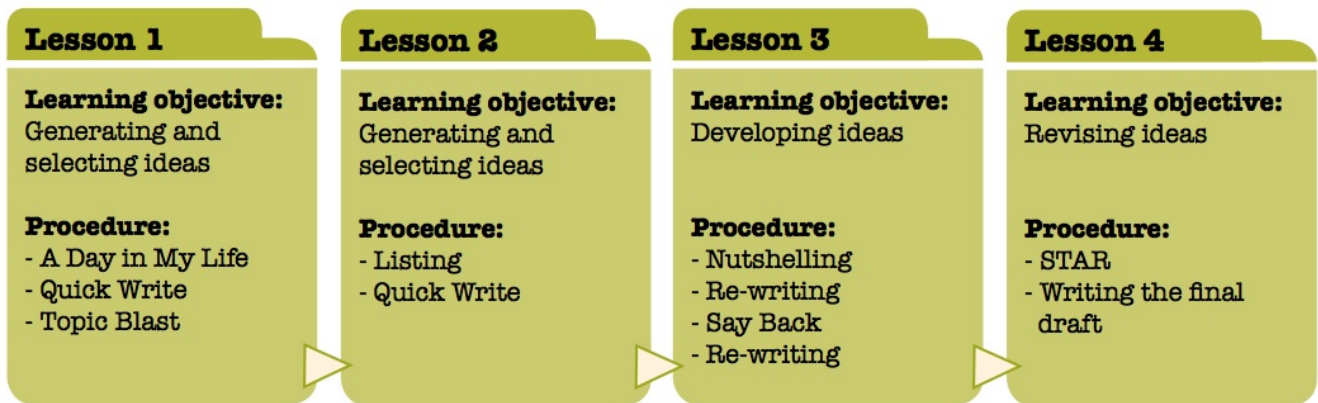 Lesson 1
Learning objective:
Generating and
selecting ideas
Procedure:
- A Day in My Life
- Quick Write
- Topic Blast
Lesson 2
Learning objective:
Generating and
selecting ideas
Procedure:
- Listing
- Quick Write
Lesson 3
Learning objective:
Developing ideas
Procedure:
- Nutshelling
- Re-writing
- Say Back
- Re-writing
Lesson 4
Learning objective:
Revising ideas
Procedure:
- STAR
- Writing the final
draft